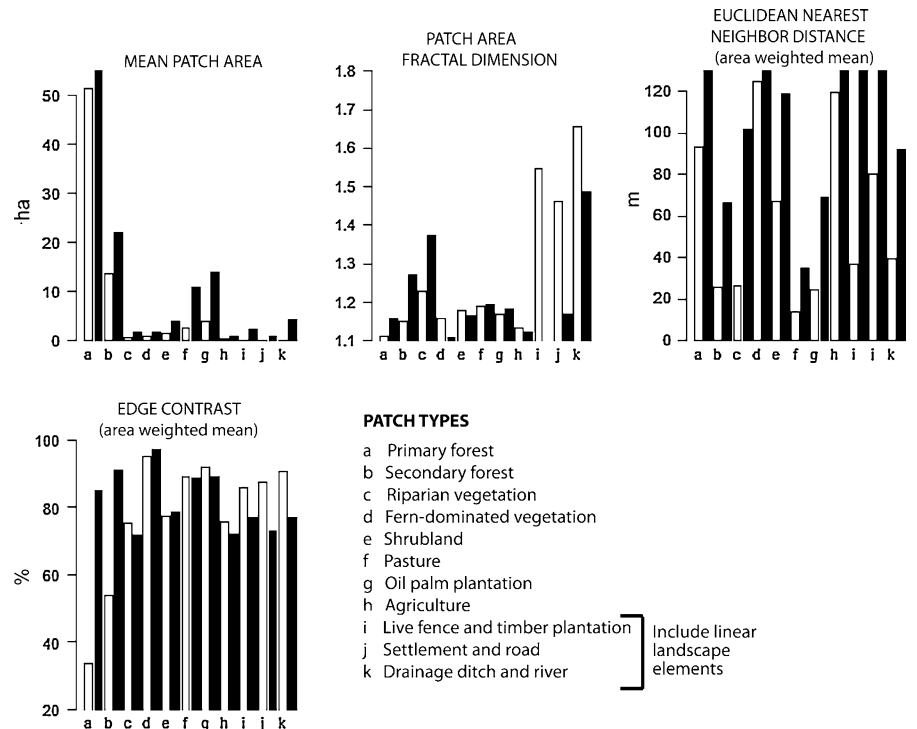 MEAN PATCH AREA
·ha
50
40
30
20
10
0
a b c d e f g h i j k
PATCH AREA
FRACTAL DIMENSION
1.8
1.7
1.6
1.5
1.4
1.3
1.2
1.1
a b c d e f g h i j k
EUCLIDEAN NEAREST
NEIGHBOR DISTANCE
(area weighted mean)
m
120
100
80
60
40
20
0
a b c d e f g h i j k
EDGE CONTRAST
(area weighted mean)
%
100
80
60
40
20
a b c d e f g h i j k
PATCH TYPES
a Primary forest
b Secondary forest
c Riparian vegetation
d Fern-dominated vegetation
e Shrubland
f Pasture
g Oil palm plantation
h Agriculture
i Live fence and timber plantation
j Settlement and road
k Drainage ditch and river
Include linear
landscape
elements